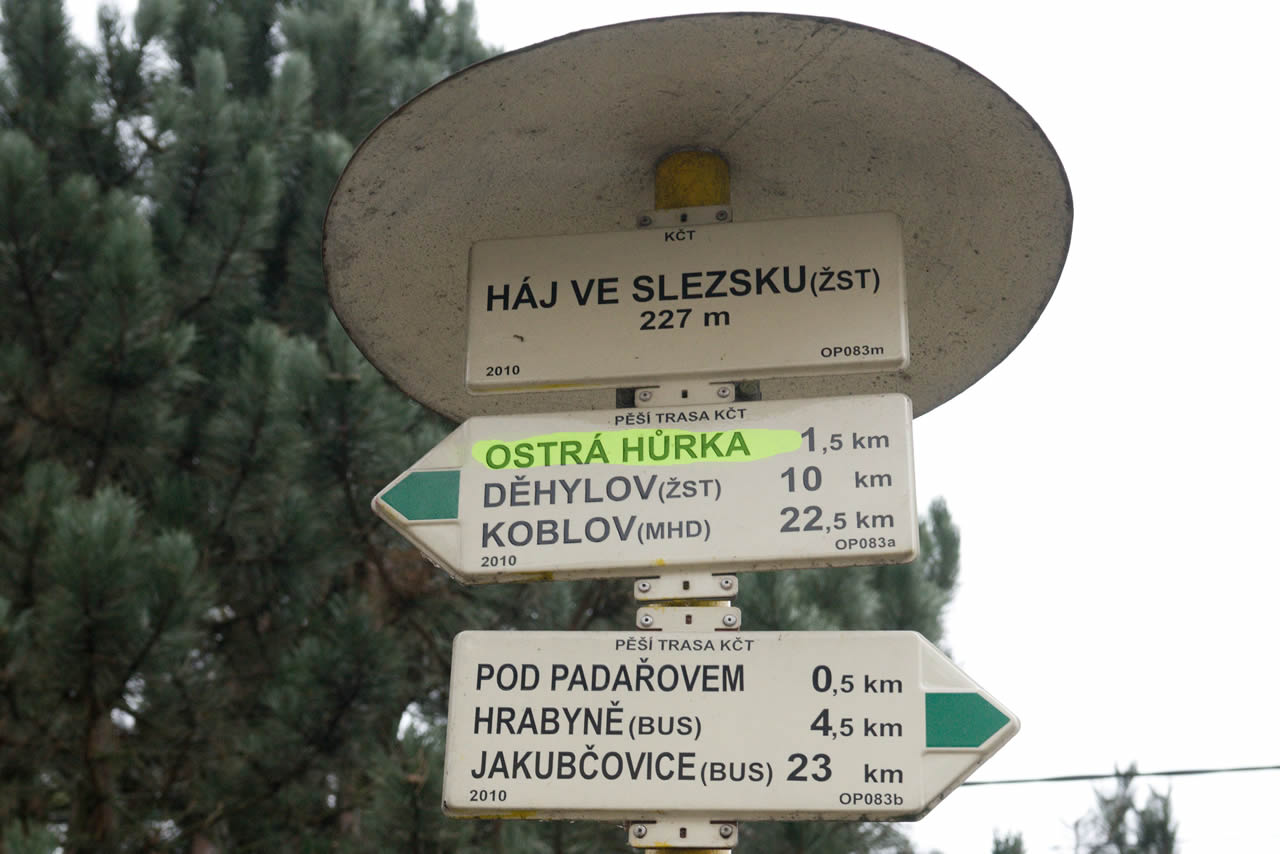 KČT
HÁJ VE SLEZSKU(ŽST)
227 m
2010 OP083m
PĚŠÍ TRASA KČT
OSTRÁ HŮRKA 1,5 km
DĚHYLOV(ŽST) 10 km
KOBLOV(MHD) 22,5 km
2010 OP083a
PĚŠÍ TRASA KČT
POD PADAŘOVEM 0,5 km
HRABYNĚ(BUS) 4,5 km
JAKUBČOVICE(BUS) 23 km
2010 OP083b